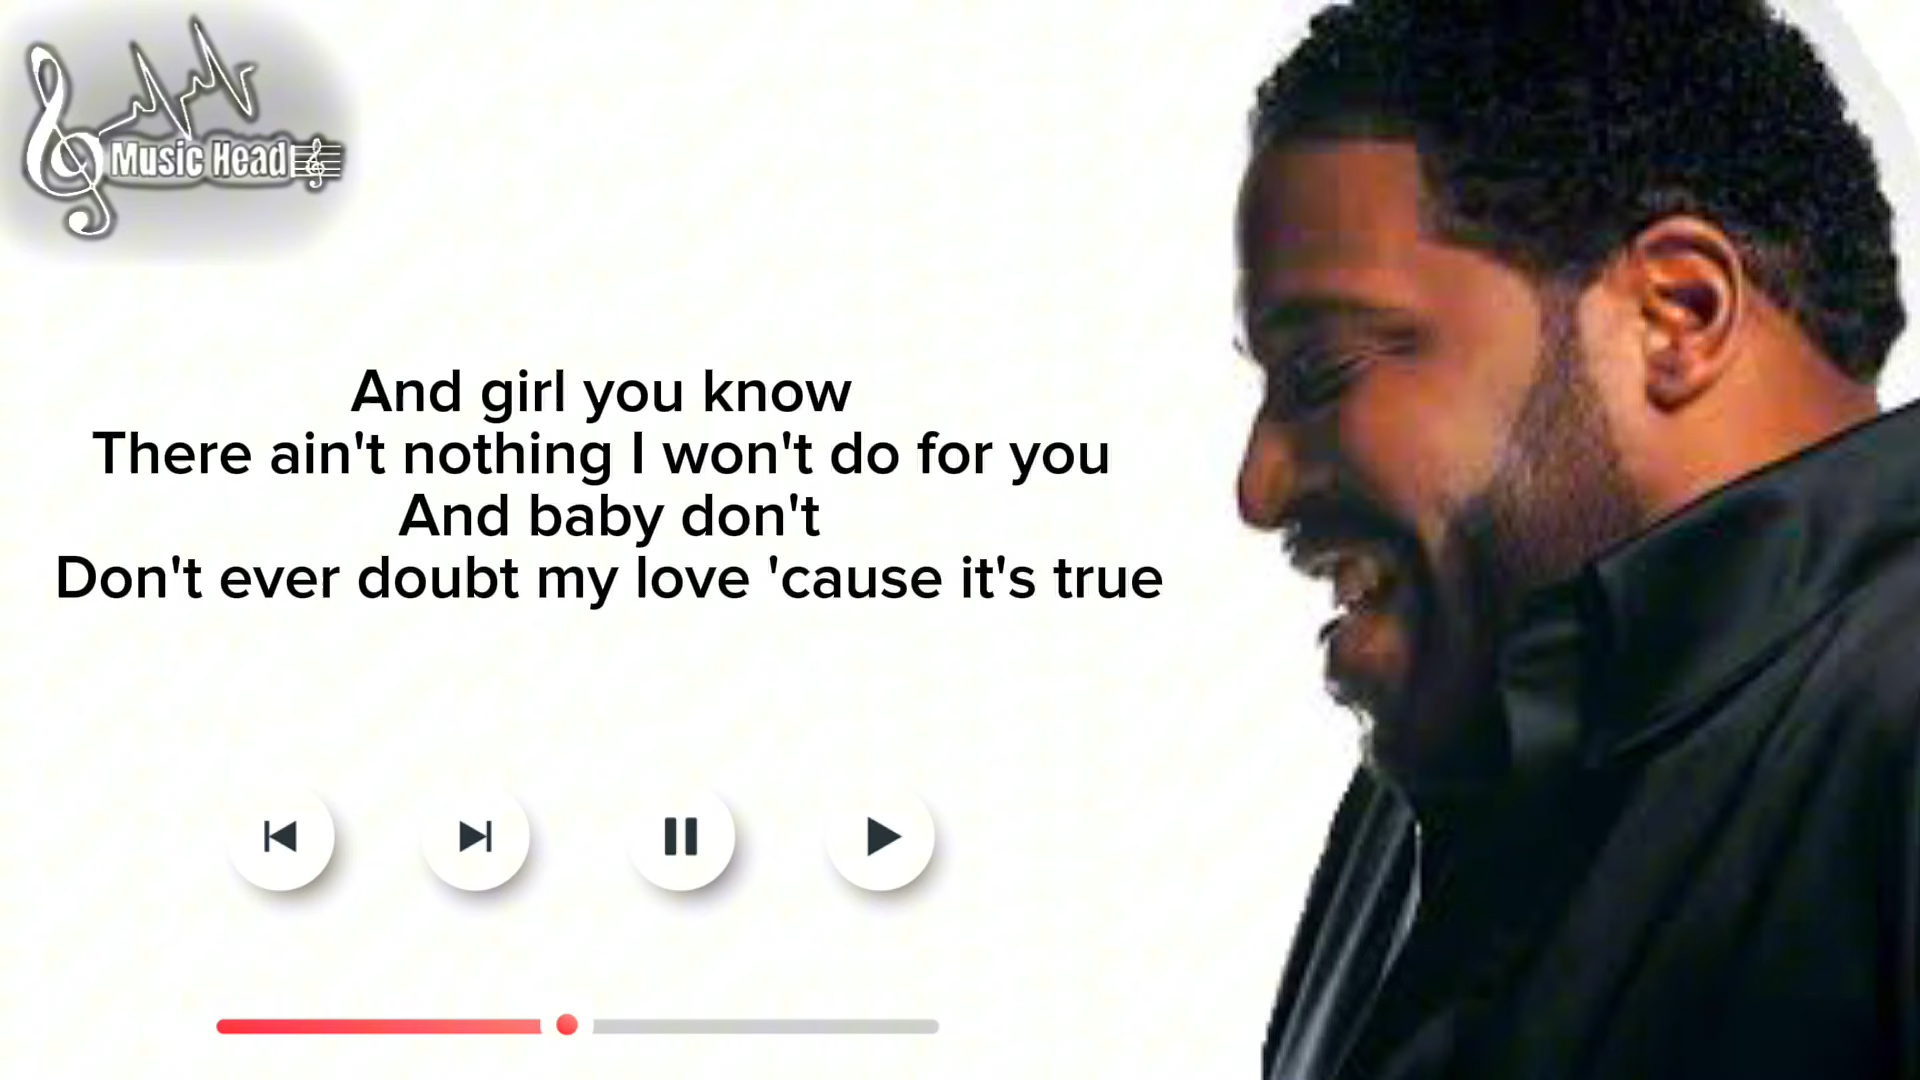 Music Head
And girl you know
There ain't nothing I won't do for you
And baby don't
Don't ever doubt my love 'cause it's true